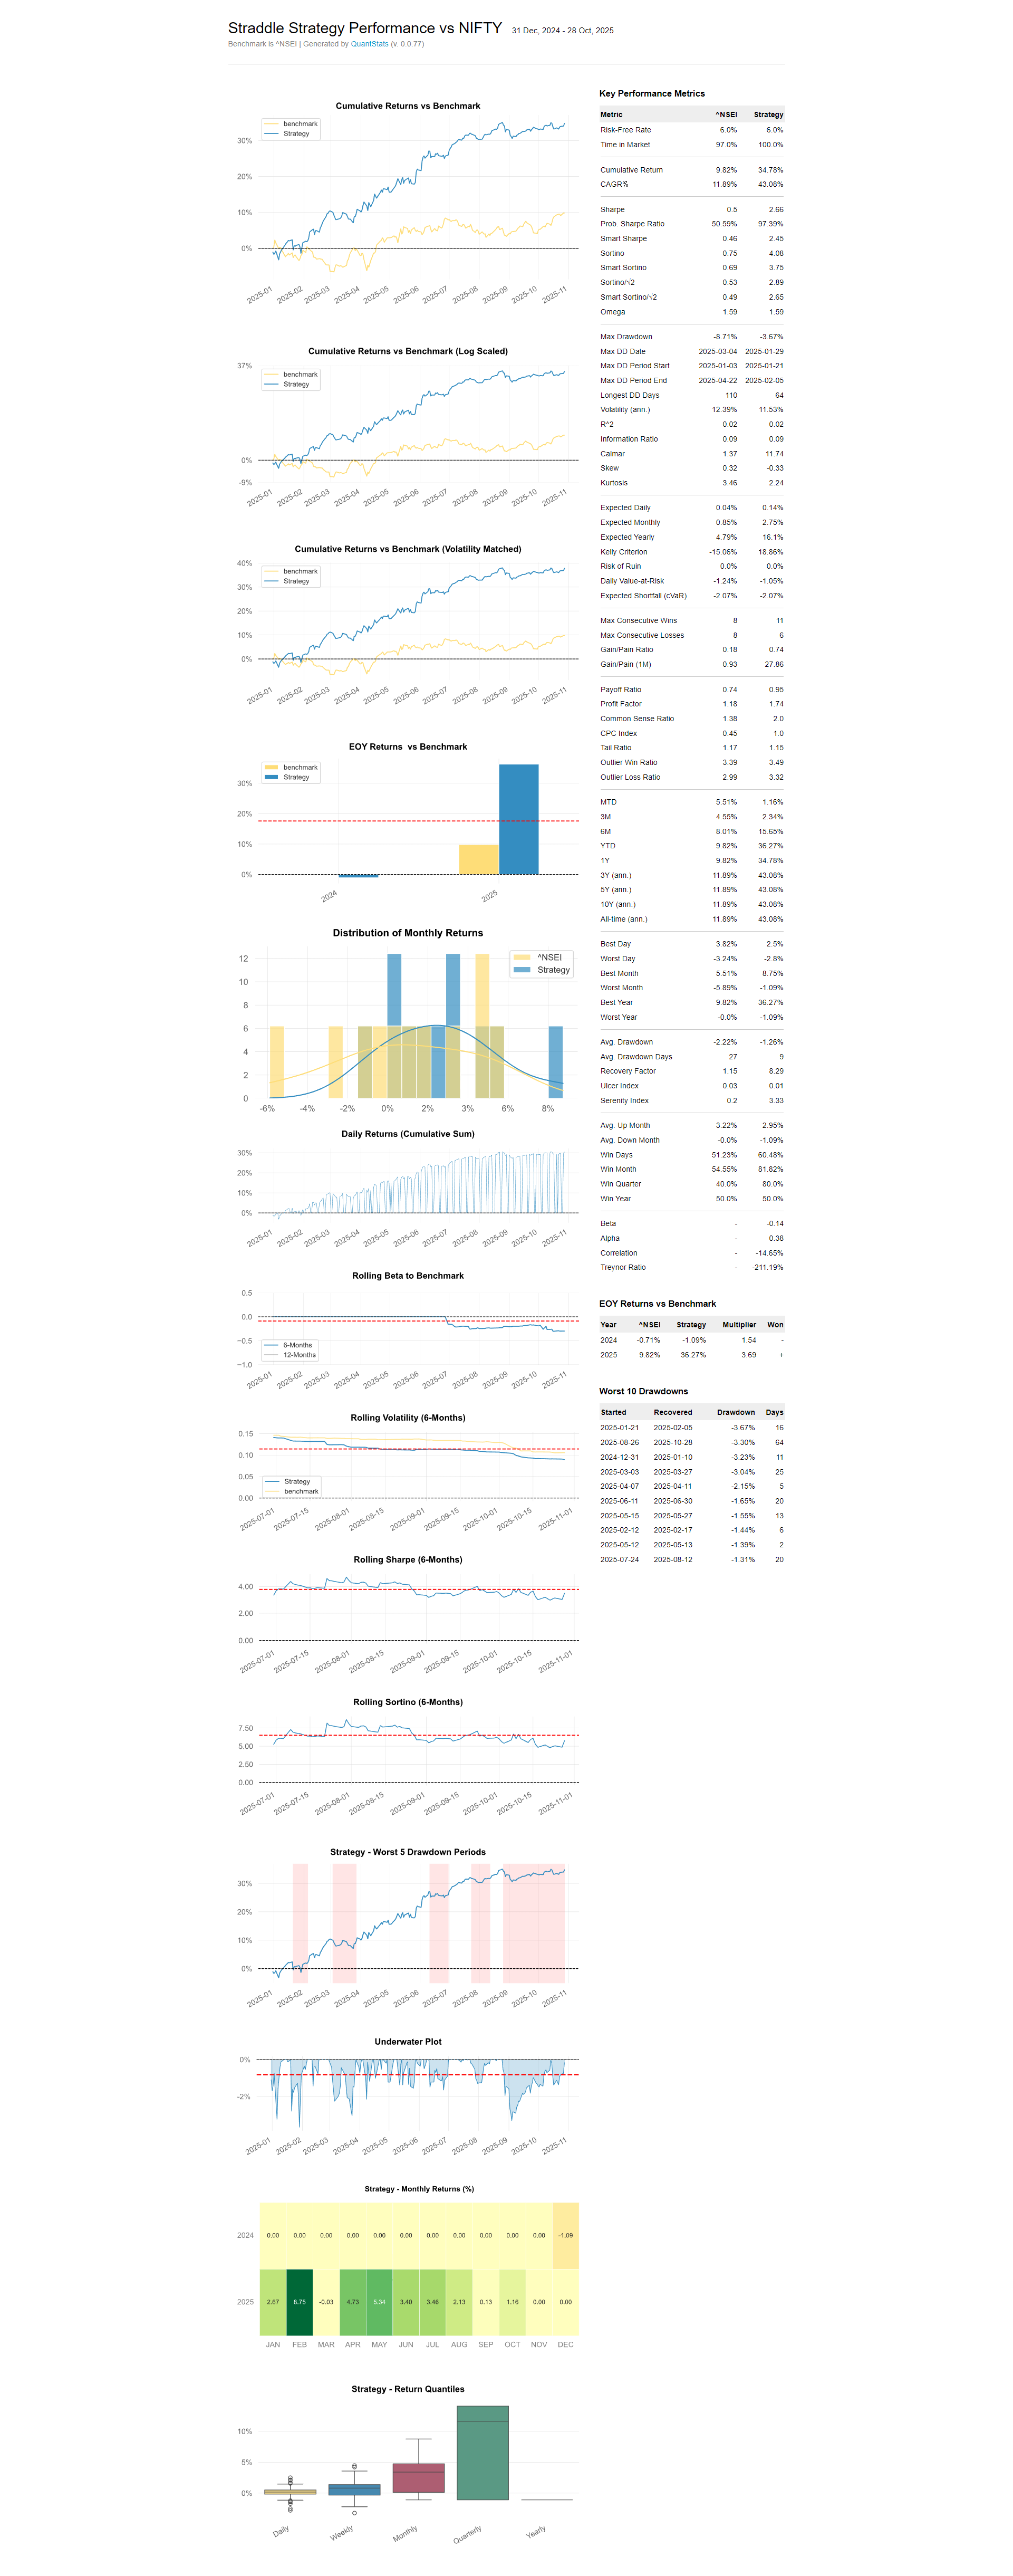 Straddle Strategy Performance vs NIFTY 31 Dec, 2024 - 28 Oct, 2025
Benchmark is ^NSEI | Generated by QuantStats (v. 0.0.77)
Cumulative Returns vs Benchmark
benchmark
Strategy
30%
20%
10%
0%
2025-01 2025-02 2025-03 2025-04 2025-05 2025-06 2025-07 2025-08 2025-09 2025-10 2025-11
Cumulative Returns vs Benchmark (Log Scaled)
37%
benchmark
Strategy
0%
-9%
2025-01 2025-02 2025-03 2025-04 2025-05 2025-06 2025-07 2025-08 2025-09 2025-10 2025-11
Cumulative Returns vs Benchmark (Volatility Matched)
40%
benchmark
Strategy
30%
20%
10%
0%
2025-01 2025-02 2025-03 2025-04 2025-05 2025-06 2025-07 2025-08 2025-09 2025-10 2025-11
EOY Returns vs Benchmark
benchmark
Strategy
30%
20%
10%
0%
2024 2025
Distribution of Monthly Returns
^NSEI
Strategy
12
10
8
6
4
2
0
-6% -4% -2% 0% 2% 3% 6% 8%
Daily Returns (Cumulative Sum)
30%
20%
10%
0%
2025-01 2025-02 2025-03 2025-04 2025-05 2025-06 2025-07 2025-08 2025-09 2025-10 2025-11
Rolling Beta to Benchmark
0.5
0.0
−0.5
−1.0
6-Months
12-Months
2025-01 2025-02 2025-03 2025-04 2025-05 2025-06 2025-07 2025-08 2025-09 2025-10 2025-11
Rolling Volatility (6-Months)
0.15
0.10
0.05
0.00
Strategy
benchmark
2025-07-01 2025-07-15 2025-08-01 2025-08-15 2025-09-01 2025-09-15 2025-10-01 2025-10-15 2025-11-01
Rolling Sharpe (6-Months)
4.00
2.00
0.00
2025-07-01 2025-07-15 2025-08-01 2025-08-15 2025-09-01 2025-09-15 2025-10-01 2025-10-15 2025-11-01
Rolling Sortino (6-Months)
7.50
5.00
2.50
0.00
2025-07-01 2025-07-15 2025-08-01 2025-08-15 2025-09-01 2025-09-15 2025-10-01 2025-10-15 2025-11-01
Strategy - Worst 5 Drawdown Periods
30%
20%
10%
0%
2025-01 2025-02 2025-03 2025-04 2025-05 2025-06 2025-07 2025-08 2025-09 2025-10 2025-11
Underwater Plot
0%
-2%
2025-01 2025-02 2025-03 2025-04 2025-05 2025-06 2025-07 2025-08 2025-09 2025-10 2025-11
Strategy - Monthly Returns (%)
2024 0.00 0.00 0.00 0.00 0.00 0.00 0.00 0.00 0.00 0.00 0.00 -1.09
2025 2.67 8.75 -0.03 4.73 5.34 3.40 3.46 2.13 0.13 1.16 0.00 0.00
JAN FEB MAR APR MAY JUN JUL AUG SEP OCT NOV DEC
Strategy - Return Quantiles
10%
5%
0%
Daily Weekly Monthly Quarterly Yearly
Key Performance Metrics
Metric ^NSEI Strategy
Risk-Free Rate 6.0% 6.0%
Time in Market 97.0% 100.0%
Cumulative Return 9.82% 34.78%
CAGR% 11.89% 43.08%
Sharpe 0.5 2.66
Prob. Sharpe Ratio 50.59% 97.39%
Smart Sharpe 0.46 2.45
Sortino 0.75 4.08
Smart Sortino 0.69 3.75
Sortino/√2 0.53 2.89
Smart Sortino/√2 0.49 2.65
Omega 1.59 1.59
Max Drawdown -8.71% -3.67%
Max DD Date 2025-03-04 2025-01-29
Max DD Period Start 2025-01-03 2025-01-21
Max DD Period End 2025-04-22 2025-02-05
Longest DD Days 110 64
Volatility (ann.) 12.39% 11.53%
R^2 0.02 0.02
Information Ratio 0.09 0.09
Calmar 1.37 11.74
Skew 0.32 -0.33
Kurtosis 3.46 2.24
Expected Daily 0.04% 0.14%
Expected Monthly 0.85% 2.75%
Expected Yearly 4.79% 16.1%
Kelly Criterion -15.06% 18.86%
Risk of Ruin 0.0% 0.0%
Daily Value-at-Risk -1.24% -1.05%
Expected Shortfall (cVaR) -2.07% -2.07%
Max Consecutive Wins 8 11
Max Consecutive Losses 8 6
Gain/Pain Ratio 0.18 0.74
Gain/Pain (1M) 0.93 27.86
Payoff Ratio 0.74 0.95
Profit Factor 1.18 1.74
Common Sense Ratio 1.38 2.0
CPC Index 0.45 1.0
Tail Ratio 1.17 1.15
Outlier Win Ratio 3.39 3.49
Outlier Loss Ratio 2.99 3.32
MTD 5.51% 1.16%
3M 4.55% 2.34%
6M 8.01% 15.65%
YTD 9.82% 36.27%
1Y 9.82% 34.78%
3Y (ann.) 11.89% 43.08%
5Y (ann.) 11.89% 43.08%
10Y (ann.) 11.89% 43.08%
All-time (ann.) 11.89% 43.08%
Best Day 3.82% 2.5%
Worst Day -3.24% -2.8%
Best Month 5.51% 8.75%
Worst Month -5.89% -1.09%
Best Year 9.82% 36.27%
Worst Year -0.0% -1.09%
Avg. Drawdown -2.22% -1.26%
Avg. Drawdown Days 27 9
Recovery Factor 1.15 8.29
Ulcer Index 0.03 0.01
Serenity Index 0.2 3.33
Avg. Up Month 3.22% 2.95%
Avg. Down Month -0.0% -1.09%
Win Days 51.23% 60.48%
Win Month 54.55% 81.82%
Win Quarter 40.0% 80.0%
Win Year 50.0% 50.0%
Beta - -0.14
Alpha - 0.38
Correlation - -14.65%
Treynor Ratio - -211.19%
EOY Returns vs Benchmark
Year ^NSEI Strategy Multiplier Won
2024 -0.71% -1.09% 1.54 -
2025 9.82% 36.27% 3.69 +
Worst 10 Drawdowns
Started Recovered Drawdown Days
2025-01-21 2025-02-05 -3.67% 16
2025-08-26 2025-10-28 -3.30% 64
2024-12-31 2025-01-10 -3.23% 11
2025-03-03 2025-03-27 -3.04% 25
2025-04-07 2025-04-11 -2.15% 5
2025-06-11 2025-06-30 -1.65% 20
2025-05-15 2025-05-27 -1.55% 13
2025-02-12 2025-02-17 -1.44% 6
2025-05-12 2025-05-13 -1.39% 2
2025-07-24 2025-08-12 -1.31% 20